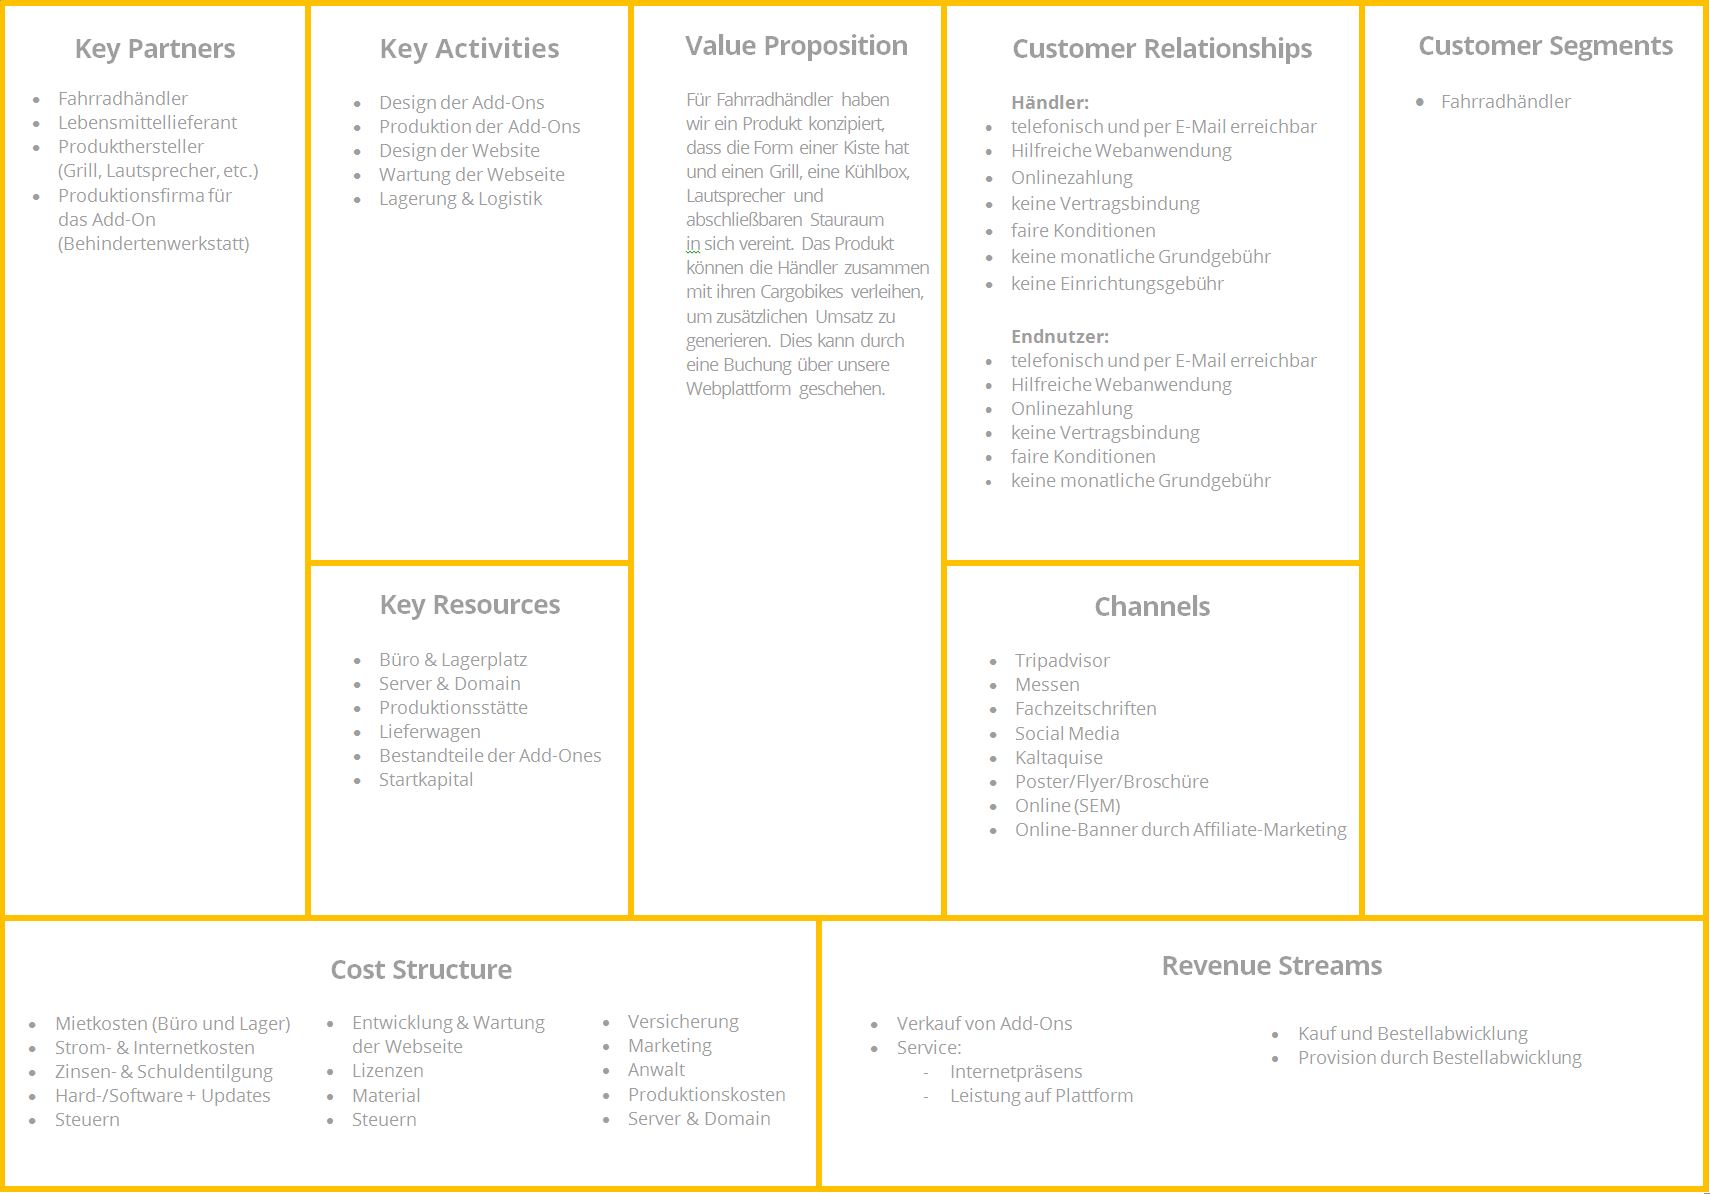 Key Partners
Fahrradhändler
Lebensmittellieferant
Produkthersteller
(Grill, Lautsprecher, etc.)
Produktionsfirma für
das Add-On
(Behindertenwerkstatt)
Key Activities
Design der Add-Ons
Produktion der Add-Ons
Design der Website
Wartung der Webseite
Lagerung & Logistik
Key Resources
Büro & Lagerplatz
Server & Domain
Produktionsstätte
Lieferwagen
Bestandteile der Add-Ones
Startkapital
Value Proposition
Für Fahrradhändler haben
wir ein Produkt konzipiert,
dass die Form einer Kiste hat
und einen Grill, eine Kühlbox,
Lautsprecher und
abschließbaren Stauraum
in sich vereint. Das Produkt
können die Händler zusammen
mit ihren Cargobikes verleihen,
um zusätzlichen Umsatz zu
generieren. Dies kann durch
eine Buchung über unsere
Webplattform geschehen.
Customer Relationships
Händler:
telefonisch und per E-Mail erreichbar
Hilfreiche Webanwendung
Onlinezahlung
keine Vertragsbindung
faire Konditionen
keine monatliche Grundgebühr
keine Einrichtungsgebühr
Endnutzer:
telefonisch und per E-Mail erreichbar
Hilfreiche Webanwendung
Onlinezahlung
keine Vertragsbindung
faire Konditionen
keine monatliche Grundgebühr
Channels
Tripadvisor
Messen
Fachzeitschriften
Social Media
Kaltaquise
Poster/Flyer/Broschüre
Online (SEM)
Online-Banner durch Affiliate-Marketing
Customer Segments
Fahrradhändler
Cost Structure
Mietkosten (Büro und Lager)
Strom- & Internetkosten
Zinsen- & Schuldentilgung
Hard-/Software + Updates
Steuern
Entwicklung & Wartung
der Webseite
Lizenzen
Material
Steuern
Versicherung
Marketing
Anwalt
Produktionskosten
Server & Domain
Revenue Streams
Verkauf von Add-Ons
Service:
- Internetpräsens
- Leistung auf Plattform
Kauf und Bestellabwicklung
Provision durch Bestellabwicklung